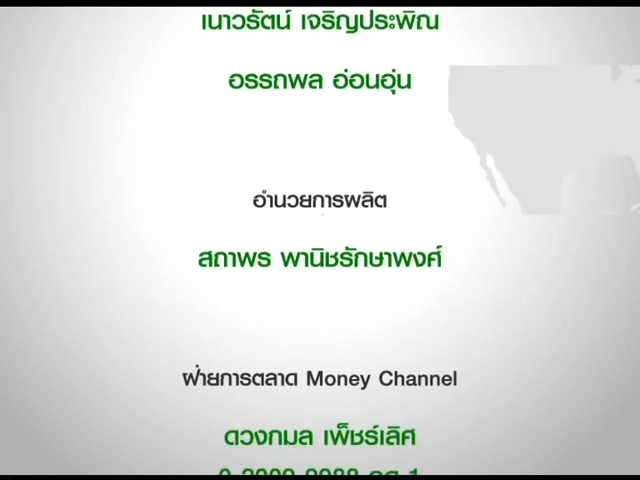 เนาวรัตน์ เจริญประพิณ
อรรถพล อ่อนอุ่น
อำนวยการผลิต
สถาพร พานิชรักษาพงศ์
ฝ่ายการตลาด Money Channel
ดวงกมล เพ็ชร์เลิศ